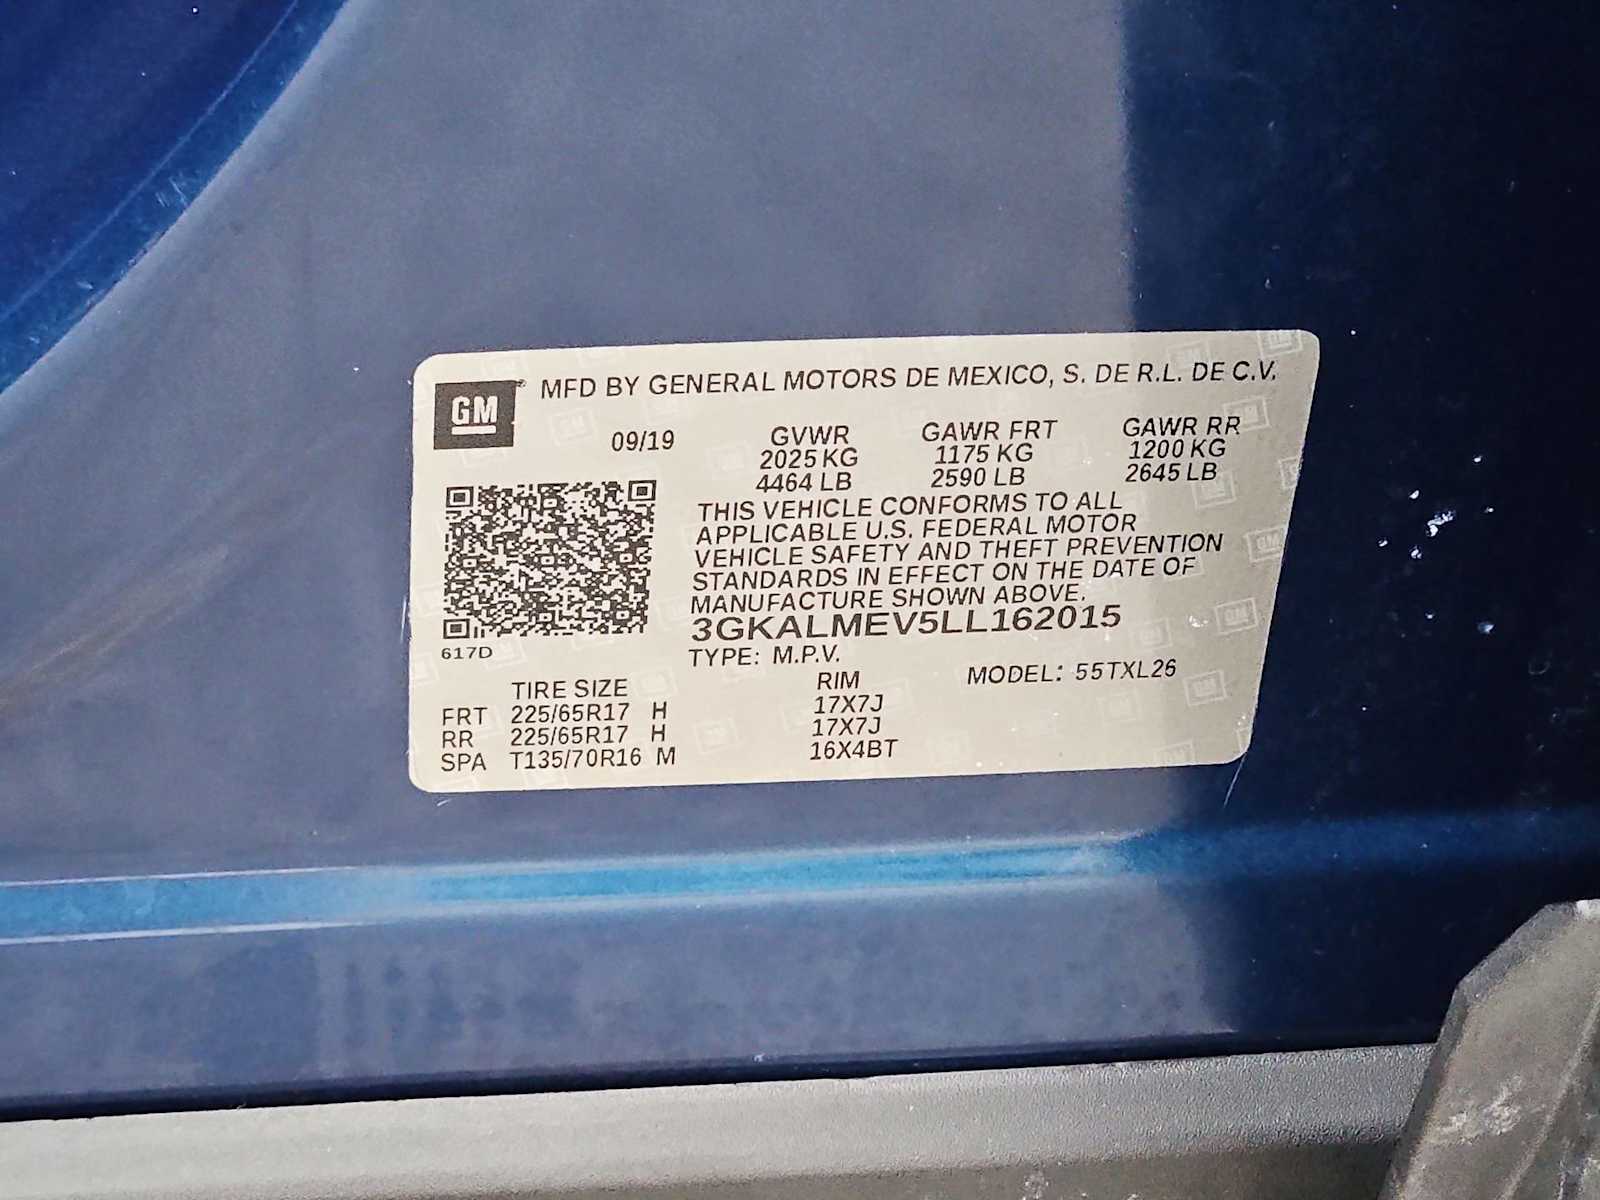 GM MFD BY GENERAL MOTORS DE MEXICO, S. DE R.L. DE C.V.
09/19 GVWR GAWR FRT GAWR RR
2025 KG 1175 KG 1200 KG
4464 LB 2590 LB 2645 LB
THIS VEHICLE CONFORMS TO ALL
APPLICABLE U.S. FEDERAL MOTOR
VEHICLE SAFETY AND THEFT PREVENTION
STANDARDS IN EFFECT ON THE DATE OF
MANUFACTURE SHOWN ABOVE.
3GKALMEV5LL162015
617D
TYPE: M.P.V. MODEL: 55TXL26
TIRE SIZE RIM
FRT 225/65R17 H 17X7J
RR 225/65R17 H 17X7J
SPA T135/70R16 M 16X4BT